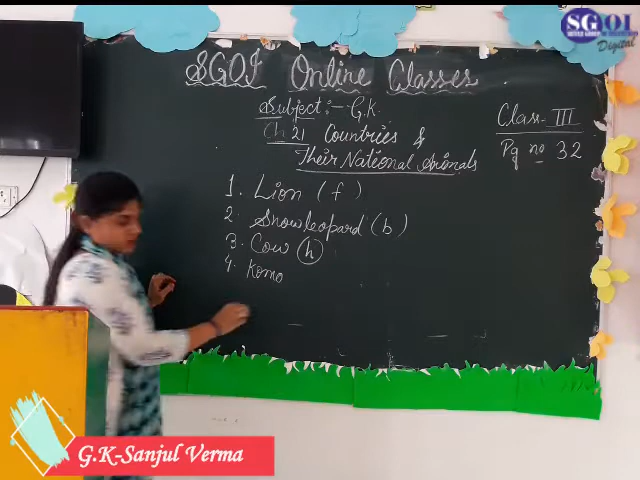 SGOI
Digital
SGOI Online Classes
Subject :- G.K.
Class - III
Ch 21 Countries &
Pg no 32
Their National Animals
1. Lion (f)
2. Snowleopard (b)
3. Cow (h)
4. Komo
G.K-Sanjul Verma